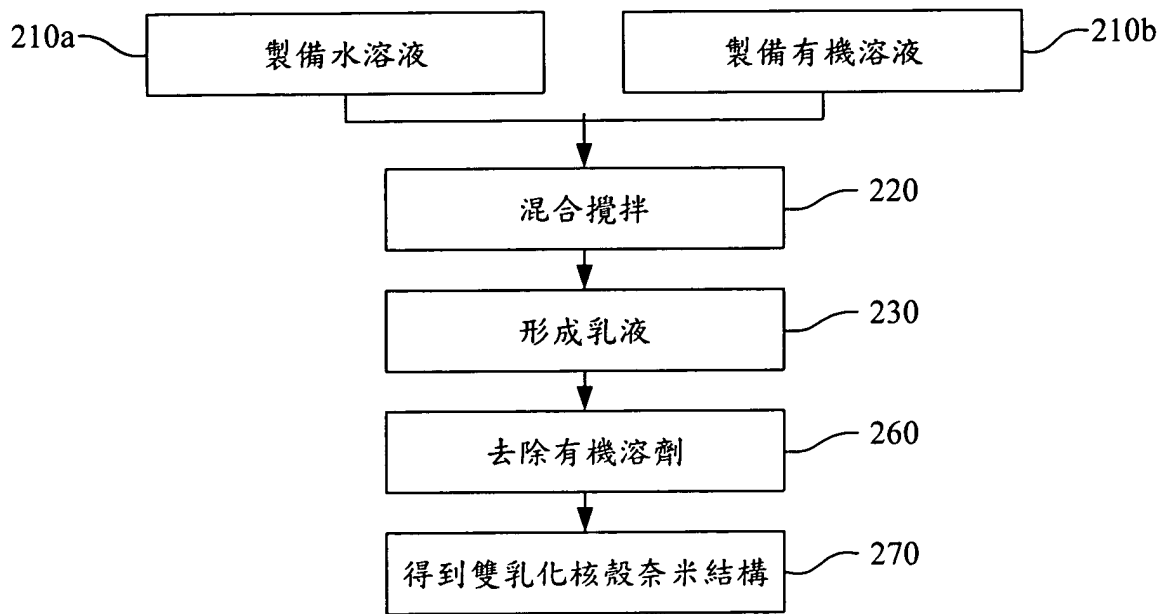 210a
製備水溶液
製備有機溶液
210b
混合攪拌
220
形成乳液
230
去除有機溶劑
260
得到雙乳化核殼奈米結構
270